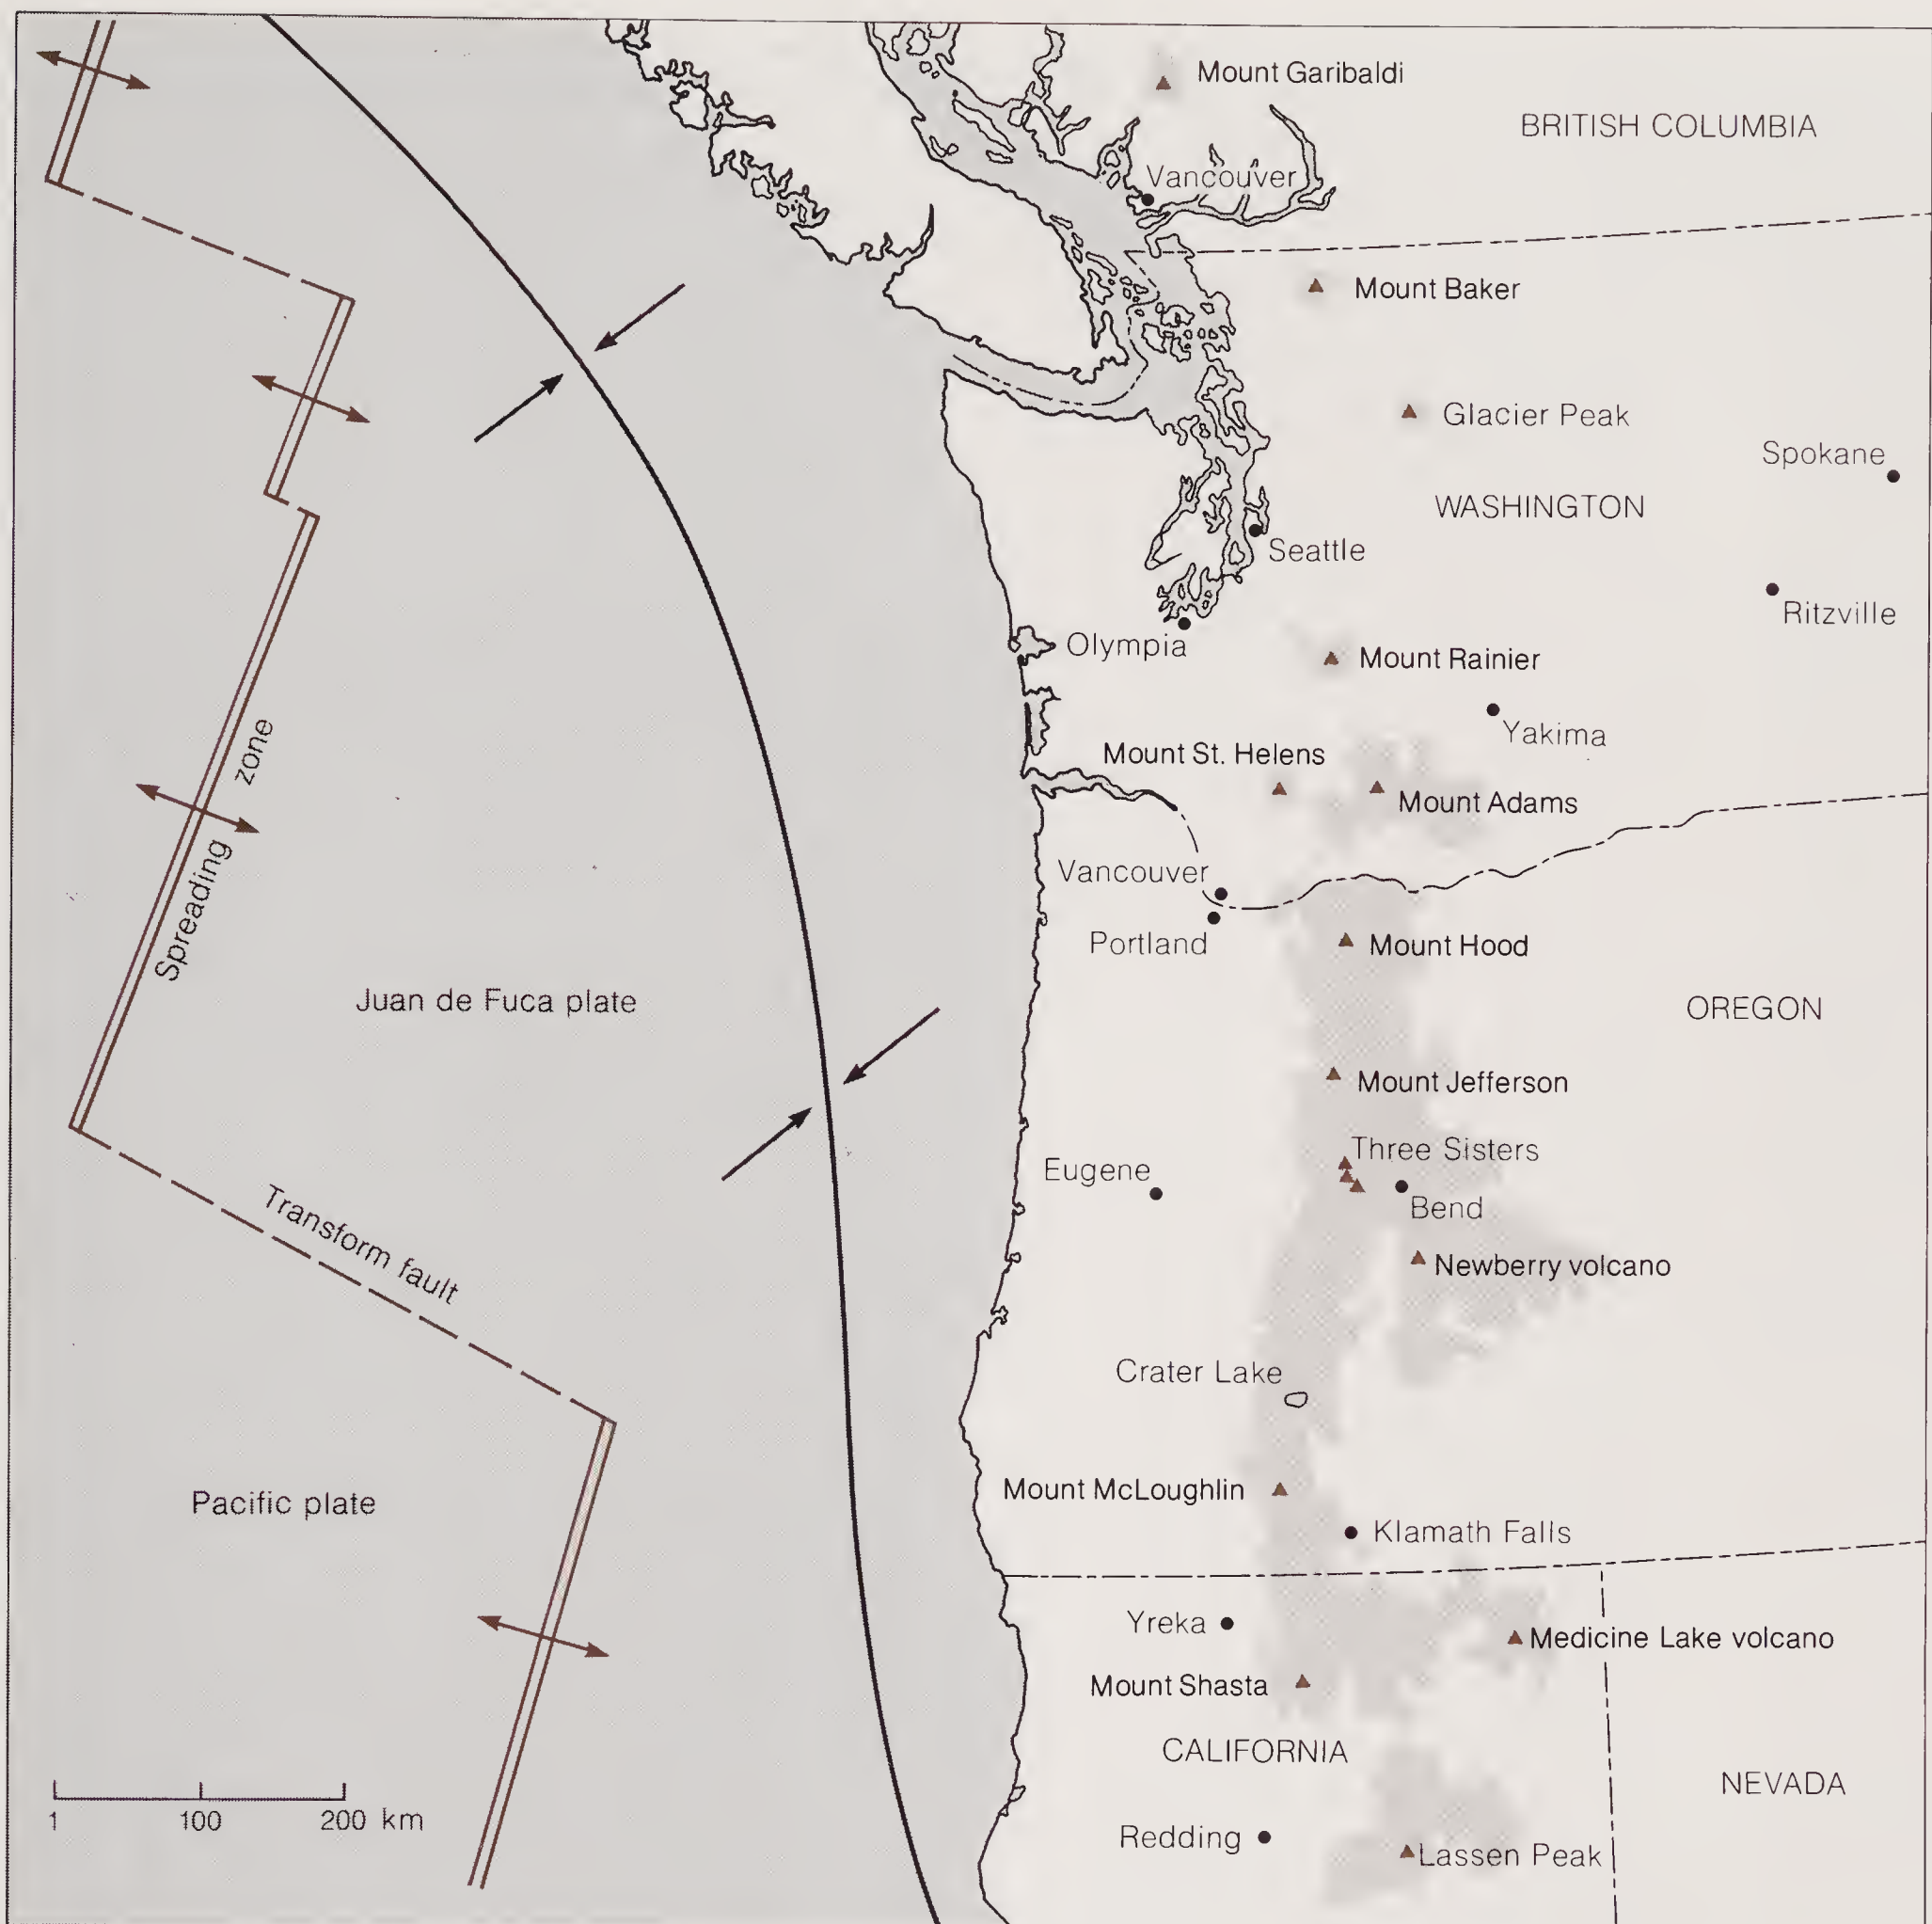 Mount Garibaldi
BRITISH COLUMBIA
Vancouver
Mount Baker
Glacier Peak
Spokane
WASHINGTON
Seattle
Ritzville
Olympia
Mount Rainier
Yakima
Mount St. Helens
Mount Adams
Spreading zone
Vancouver
Portland
Mount Hood
Juan de Fuca plate
OREGON
Mount Jefferson
Three Sisters
Eugene
Bend
Transform fault
Newberry volcano
Crater Lake
Pacific plate
Mount McLoughlin
Klamath Falls
Yreka
Medicine Lake volcano
Mount Shasta
CALIFORNIA
NEVADA
1 100 200 km
Redding
Lassen Peak